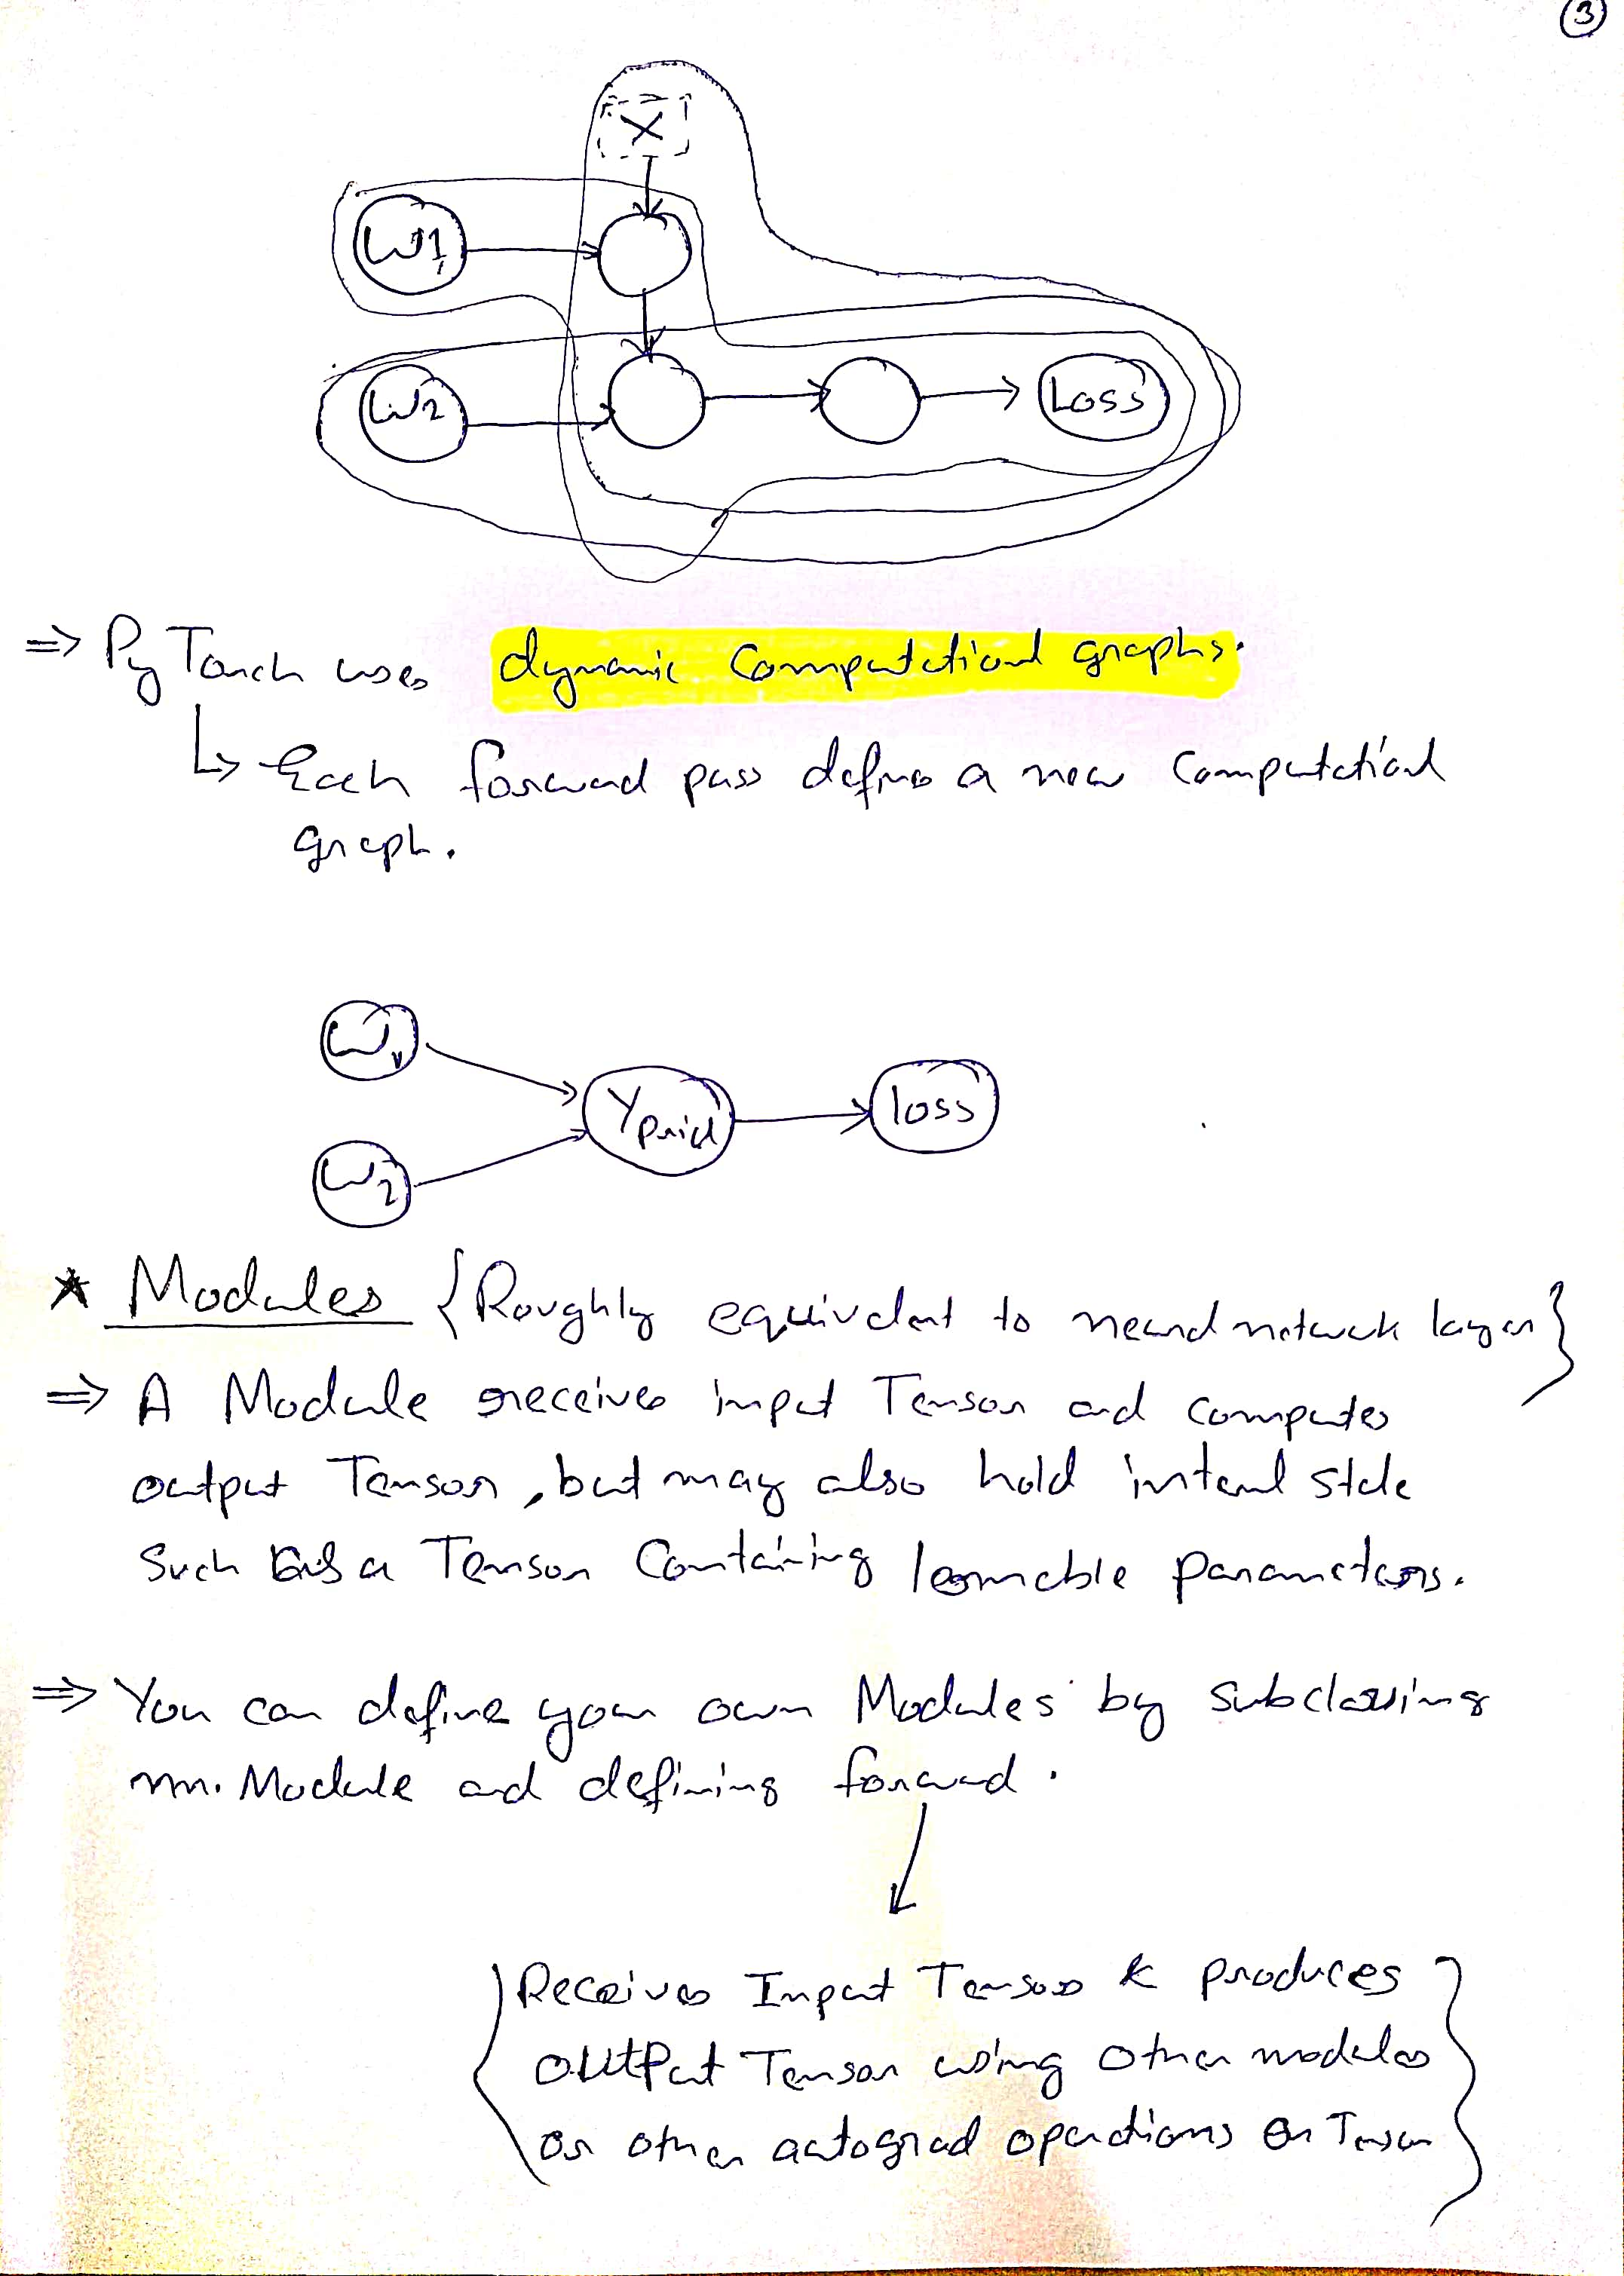 3
X
W1
W2
Loss
⇒ PyTorch uses dynamic Computational graphs.
↳ Each forward pass defines a new Computational
graph.
W1
Ypred
loss
W2
* Modules {Roughly equivalent to neural network layer}
⇒ A Module receives input Tensor and computes
output Tensor, but may also hold internal state
Such as a Tensor Containing learnable parameters.
⇒ You can define your own Modules by subclassing
nn.Module and defining forward.
{Receives Input Tensors & produces
output Tensor using other modules
or other autograd operations on Tensor}